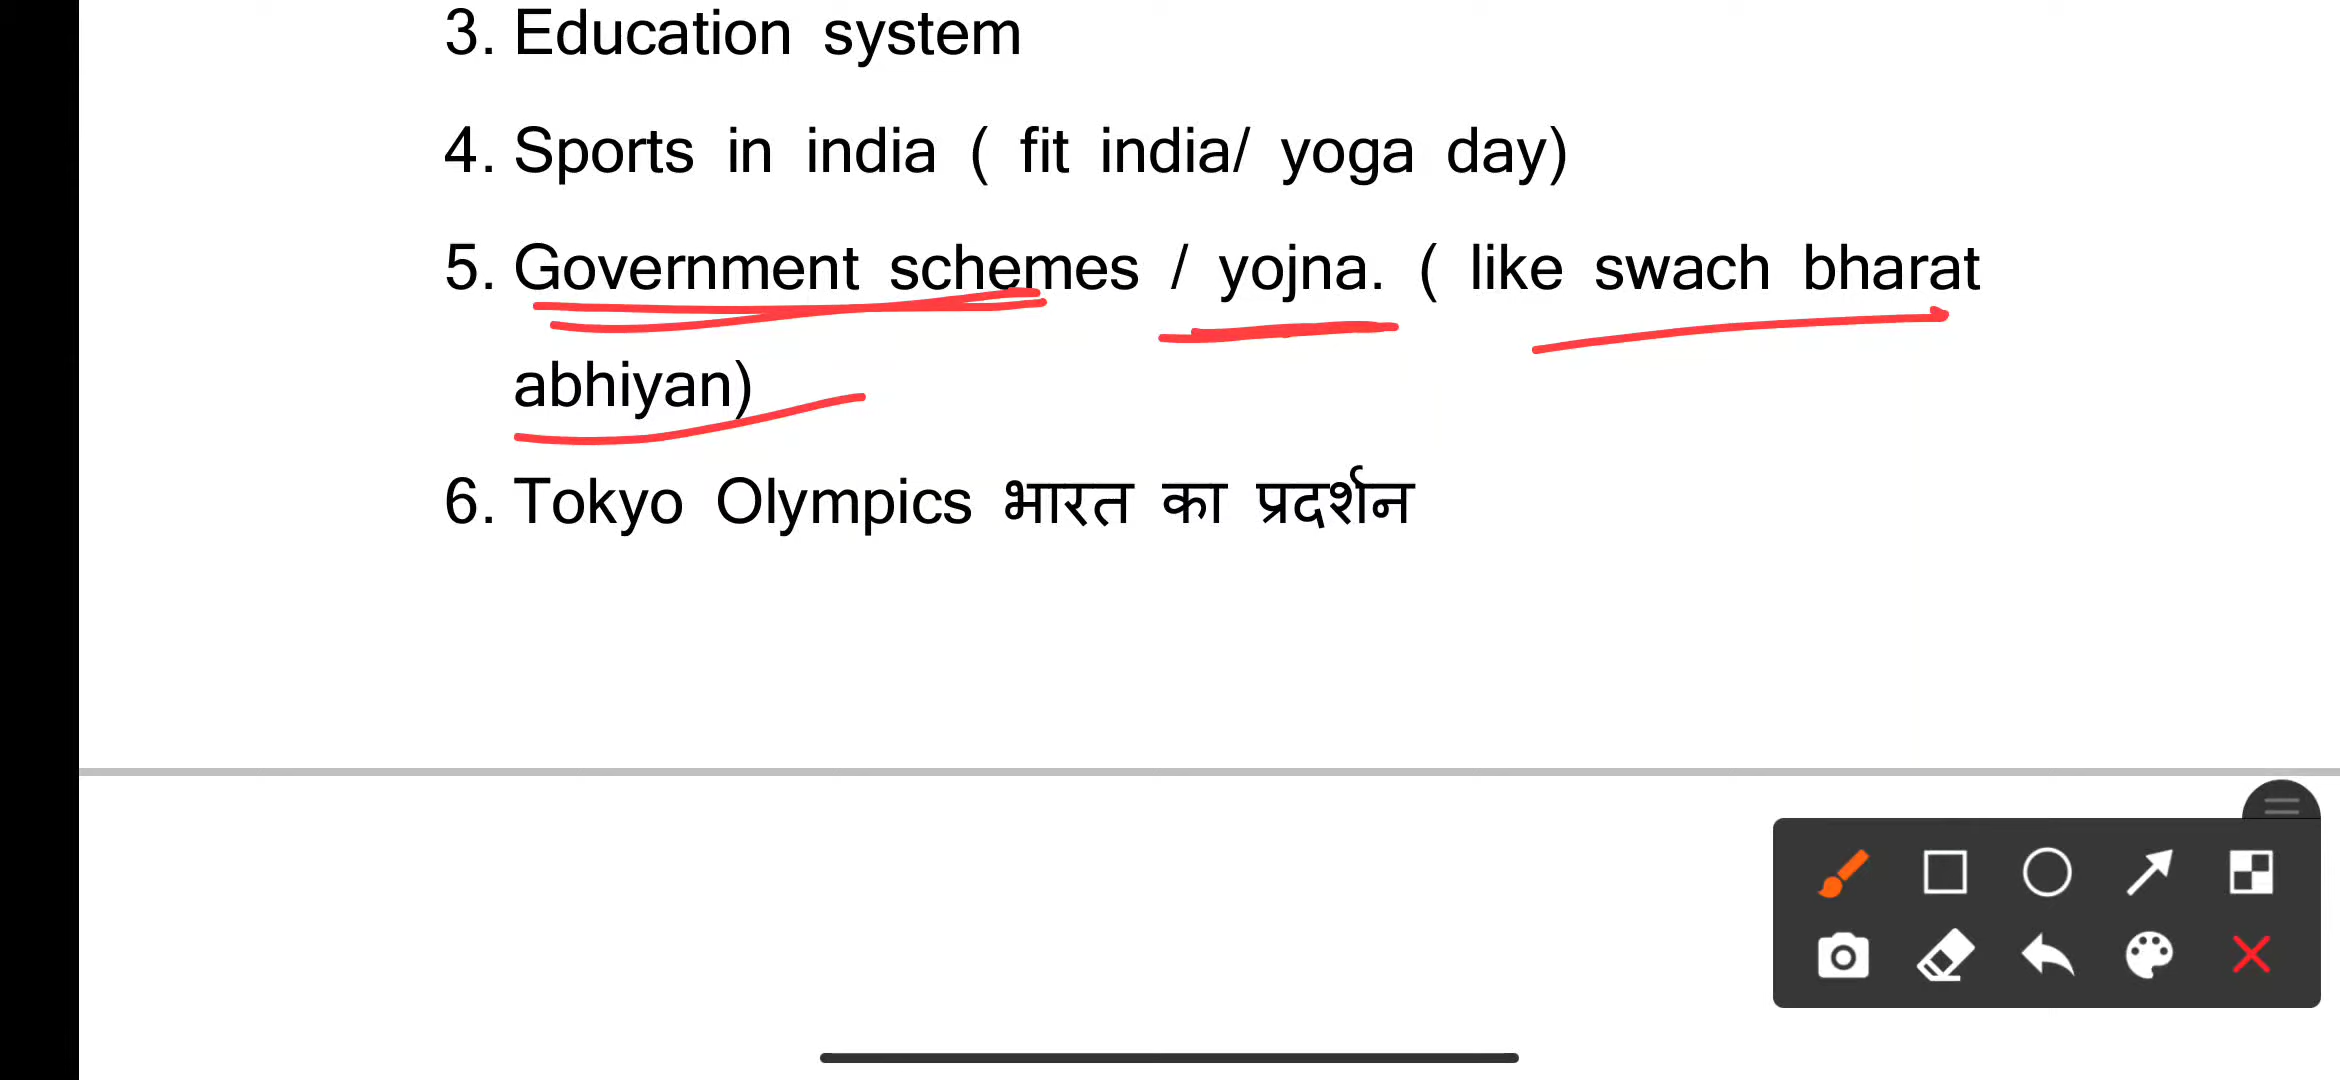 3. Education system
4. Sports in india ( fit india/ yoga day)
5. Government schemes / yojna. ( like swach bharat
abhiyan)
6. Tokyo Olympics भारत का प्रदर्शन